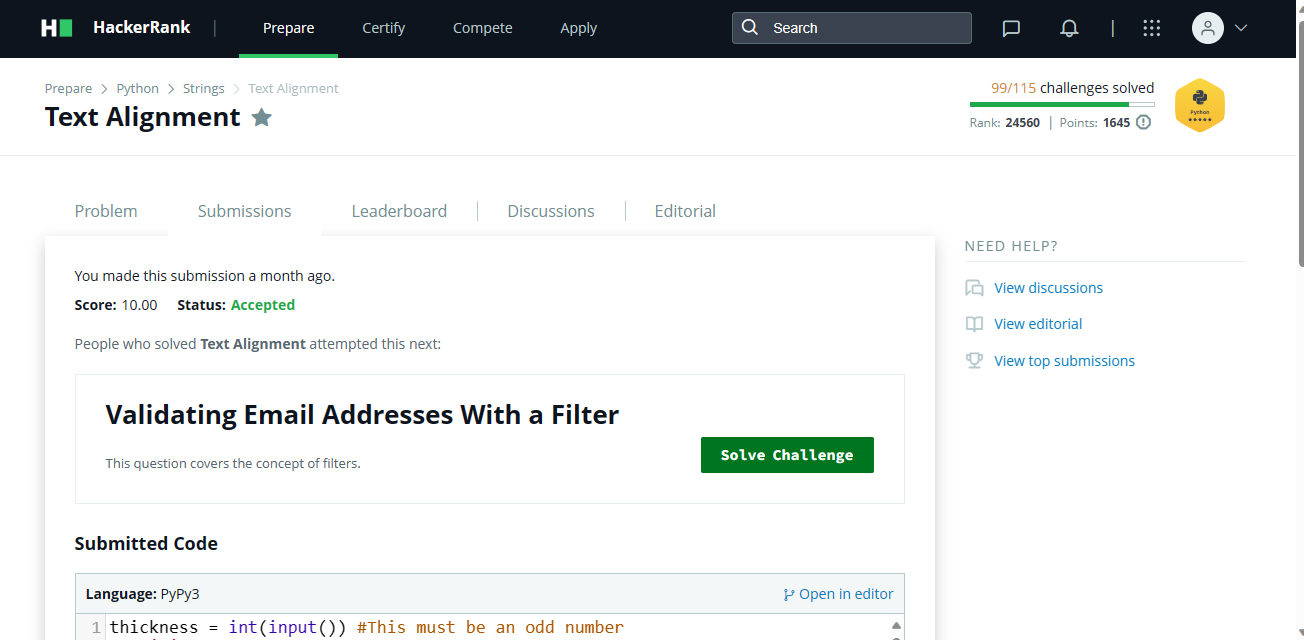 HackerRank | Prepare Certify Compete Apply Search
Prepare > Python > Strings > Text Alignment
Text Alignment
99/115 challenges solved
Rank: 24560 | Points: 1645
Python
Problem Submissions Leaderboard Discussions Editorial
You made this submission a month ago.
Score: 10.00 Status: Accepted
People who solved Text Alignment attempted this next:
Validating Email Addresses With a Filter
This question covers the concept of filters.
Solve Challenge
Submitted Code
Language: PyPy3 Open in editor
1 thickness = int(input()) #This must be an odd number
NEED HELP?
View discussions
View editorial
View top submissions